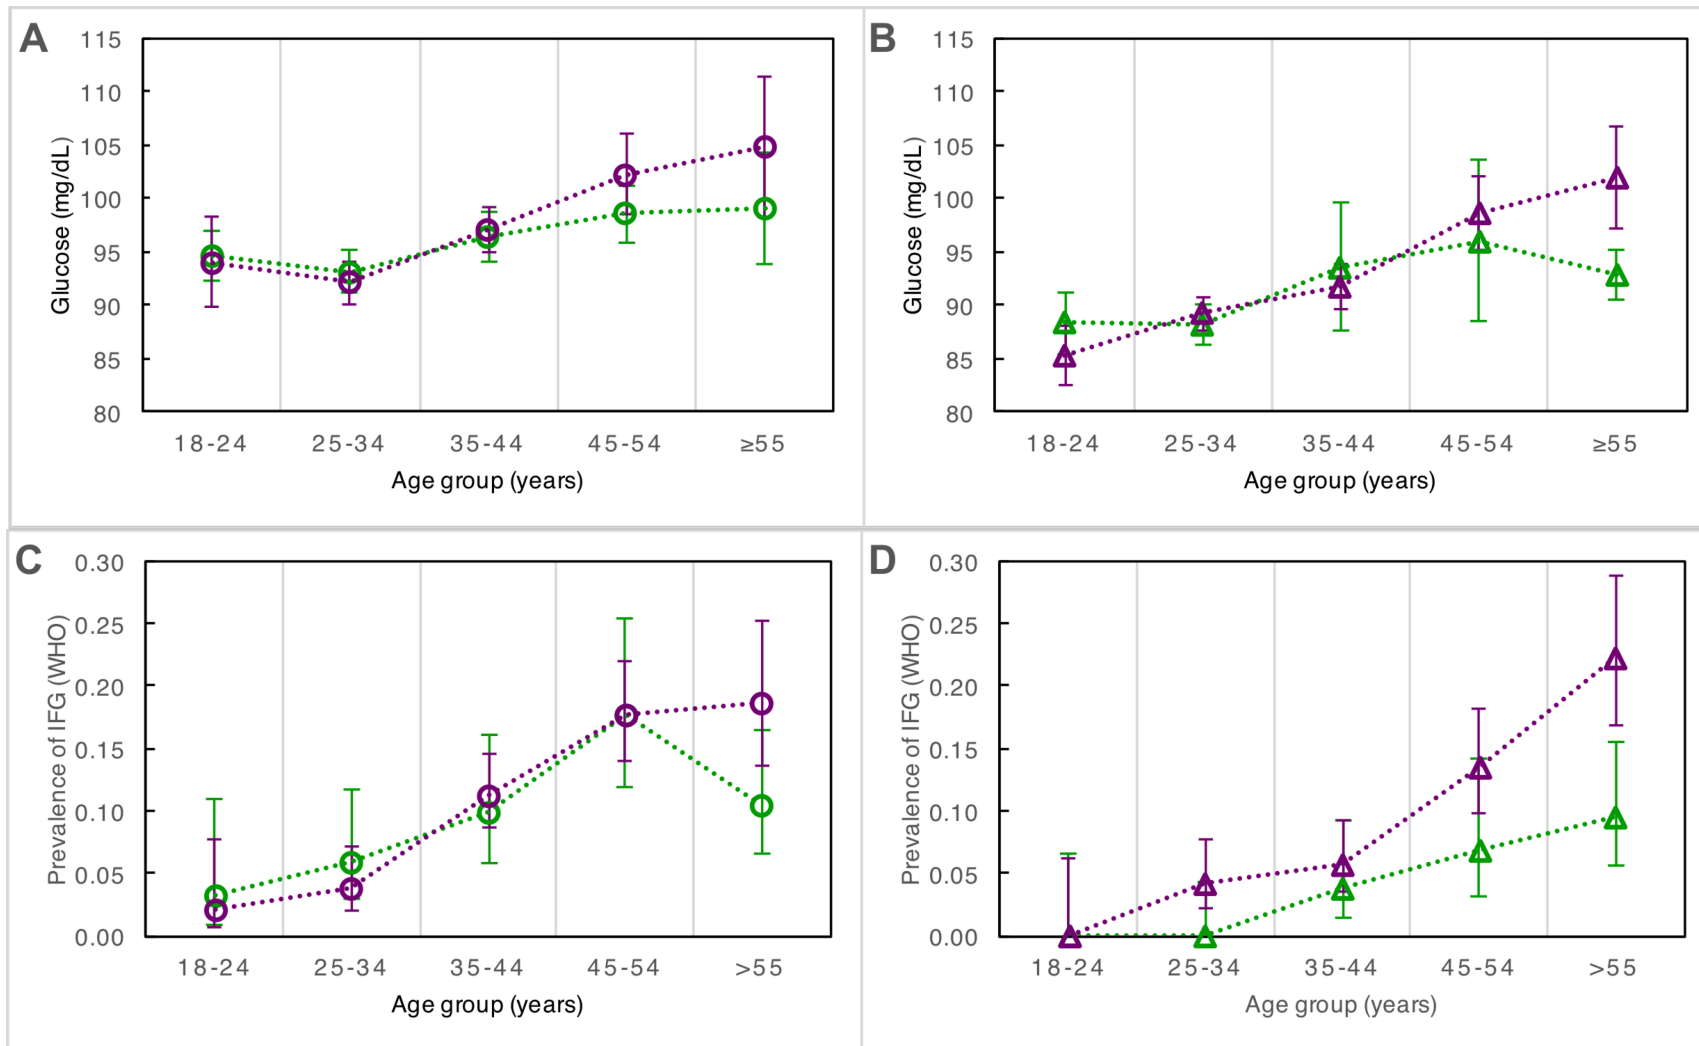 A
Glucose (mg/dL)
115
110
105
100
95
90
85
80
18-24 25-34 35-44 45-54 ≥55
Age group (years)
B
Glucose (mg/dL)
115
110
105
100
95
90
85
80
18-24 25-34 35-44 45-54 ≥55
Age group (years)
C
Prevalence of IFG (WHO)
0.30
0.25
0.20
0.15
0.10
0.05
0.00
18-24 25-34 35-44 45-54 >55
Age group (years)
D
Prevalence of IFG (WHO)
0.30
0.25
0.20
0.15
0.10
0.05
0.00
18-24 25-34 35-44 45-54 >55
Age group (years)